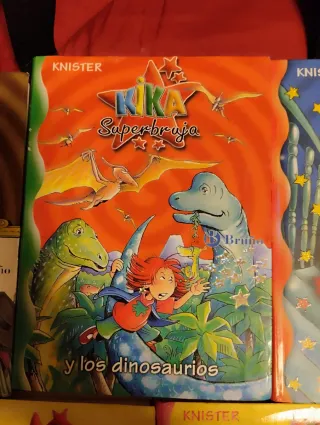 KNISTER
KIKA
Superbruja
Bruño
y los dinosaurios
KNIS
KNISTER